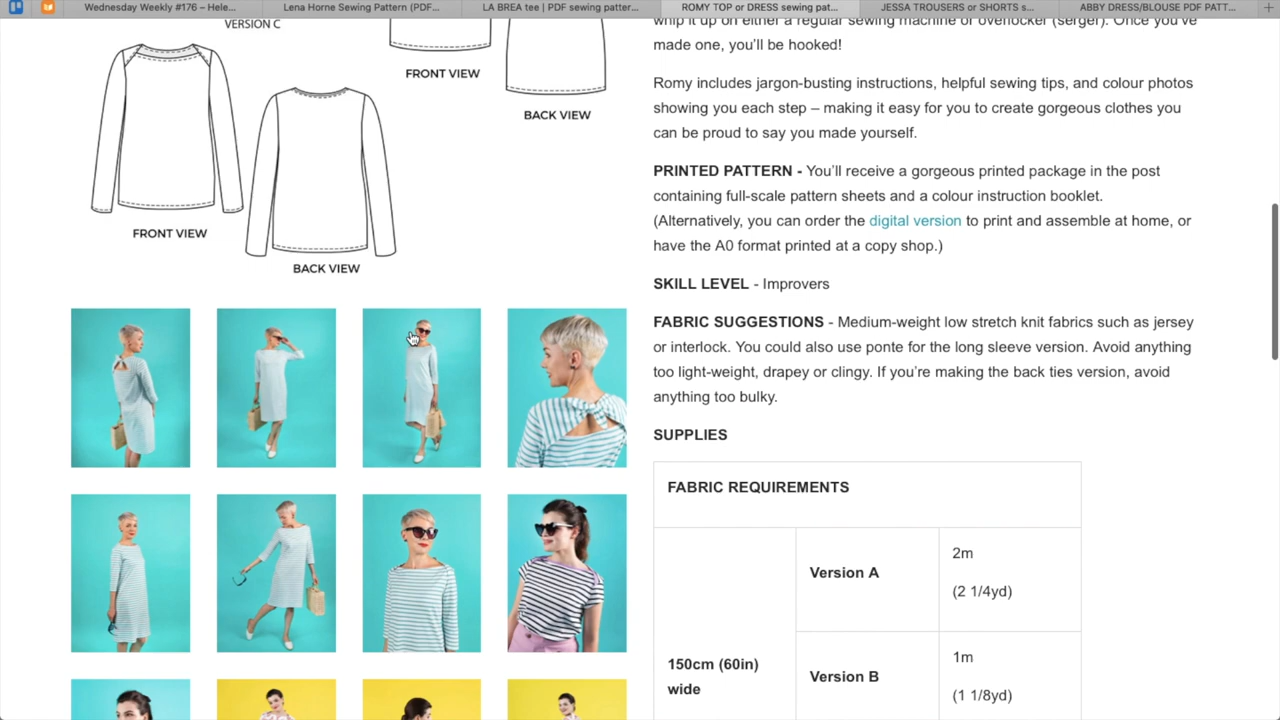 Wednesday Weekly #176 – Hele...
Lena Horne Sewing Pattern (PDF...
LA BREA tee | PDF sewing patter...
ROMY TOP or DRESS sewing pat...
JESSA TROUSERS or SHORTS s...
ABBY DRESS/BLOUSE PDF PATT...
VERSION C
FRONT VIEW
BACK VIEW
FRONT VIEW
BACK VIEW
whip it up on either a regular sewing machine or overlocker (serger). Once you've
made one, you'll be hooked!
Romy includes jargon-busting instructions, helpful sewing tips, and colour photos
showing you each step – making it easy for you to create gorgeous clothes you
can be proud to say you made yourself.
PRINTED PATTERN - You'll receive a gorgeous printed package in the post
containing full-scale pattern sheets and a colour instruction booklet.
(Alternatively, you can order the digital version to print and assemble at home, or
have the A0 format printed at a copy shop.)
SKILL LEVEL - Improvers
FABRIC SUGGESTIONS - Medium-weight low stretch knit fabrics such as jersey
or interlock. You could also use ponte for the long sleeve version. Avoid anything
too light-weight, drapey or clingy. If you're making the back ties version, avoid
anything too bulky.
SUPPLIES
FABRIC REQUIREMENTS
150cm (60in)
wide
Version A
2m
(2 1/4yd)
Version B
1m
(1 1/8yd)